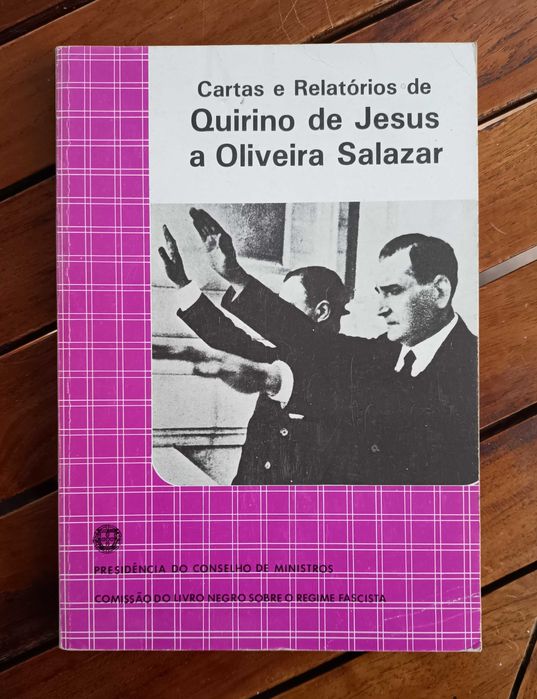 Cartas e Relatórios de
Quirino de Jesus
a Oliveira Salazar
PRESIDÊNCIA DO CONSELHO DE MINISTROS
COMISSÃO DO LIVRO NEGRO SOBRE O REGIME FASCISTA